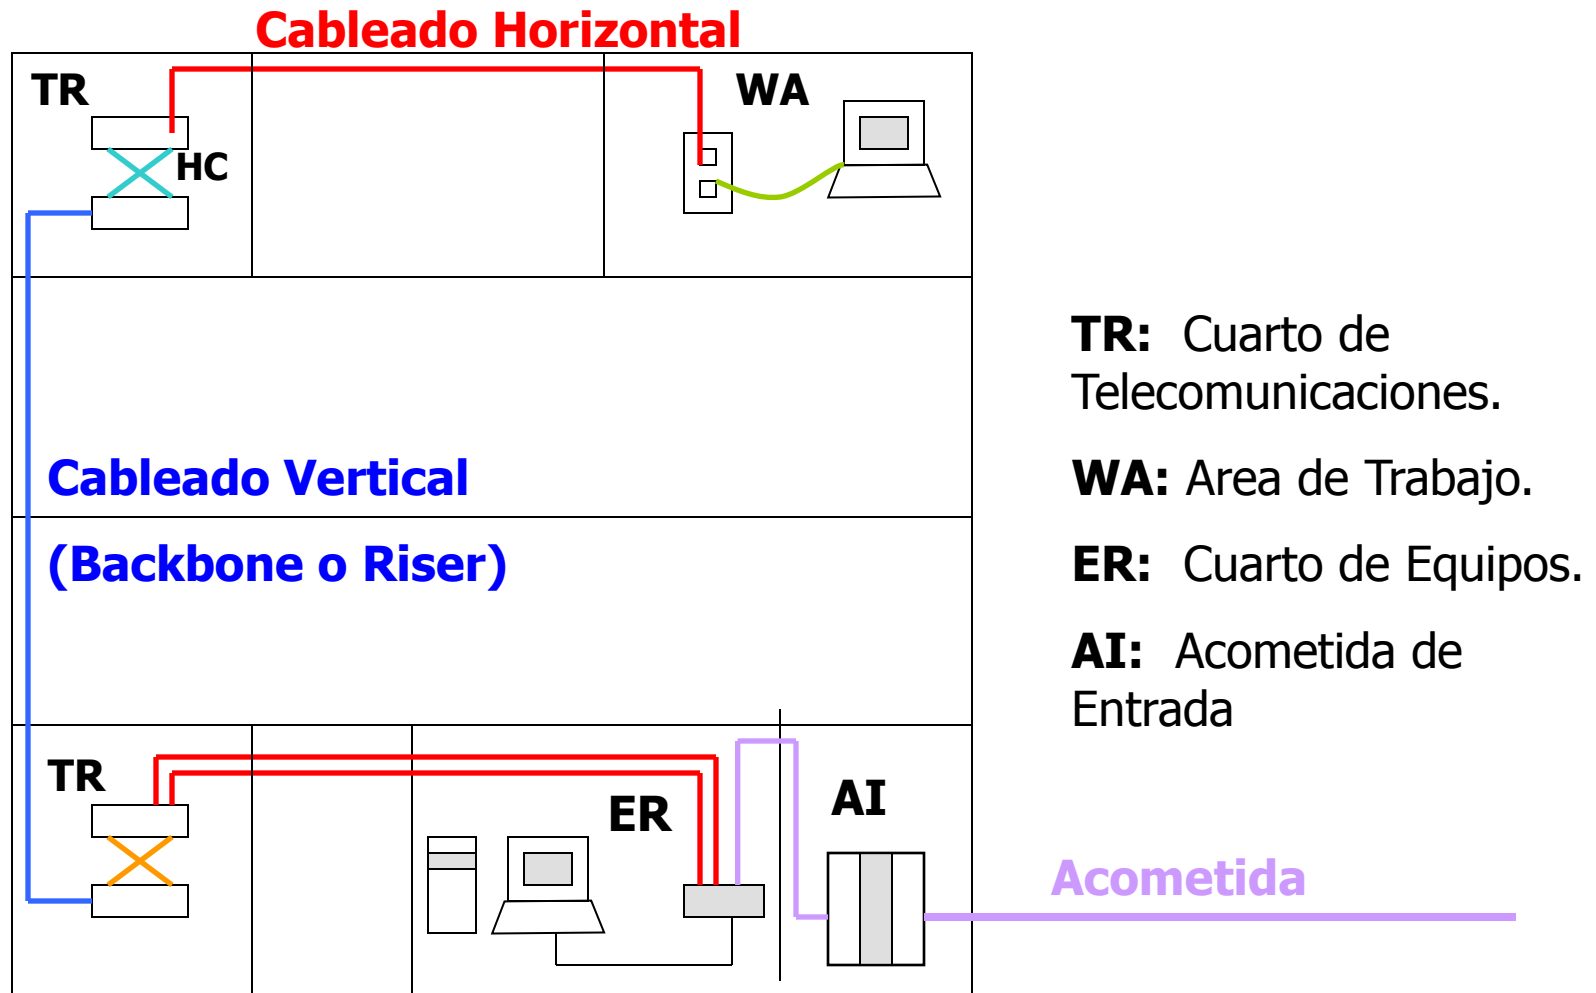 Cableado Horizontal
TR
WA
HC
TR: Cuarto de
Telecomunicaciones.
Cableado Vertical
WA: Area de Trabajo.
(Backbone o Riser)
ER: Cuarto de Equipos.
AI: Acometida de
Entrada
TR
ER
AI
Acometida